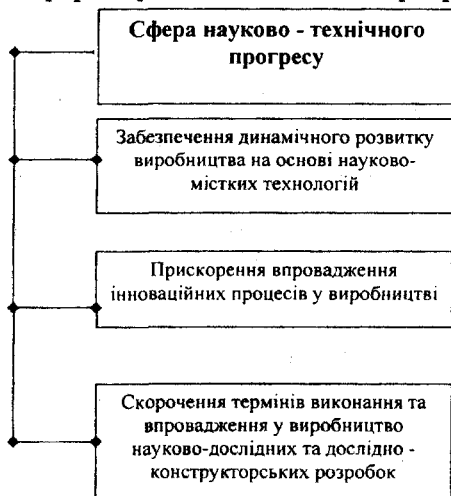 Сфера науково - технічного
прогресу
Забезпечення динамічного розвитку
виробництва на основі науково-
містких технологій
Прискорення впровадження
інноваційних процесів у виробництві
Скорочення термінів виконання та
впровадження у виробництво
науково-дослідних та дослідно -
конструкторських розробок